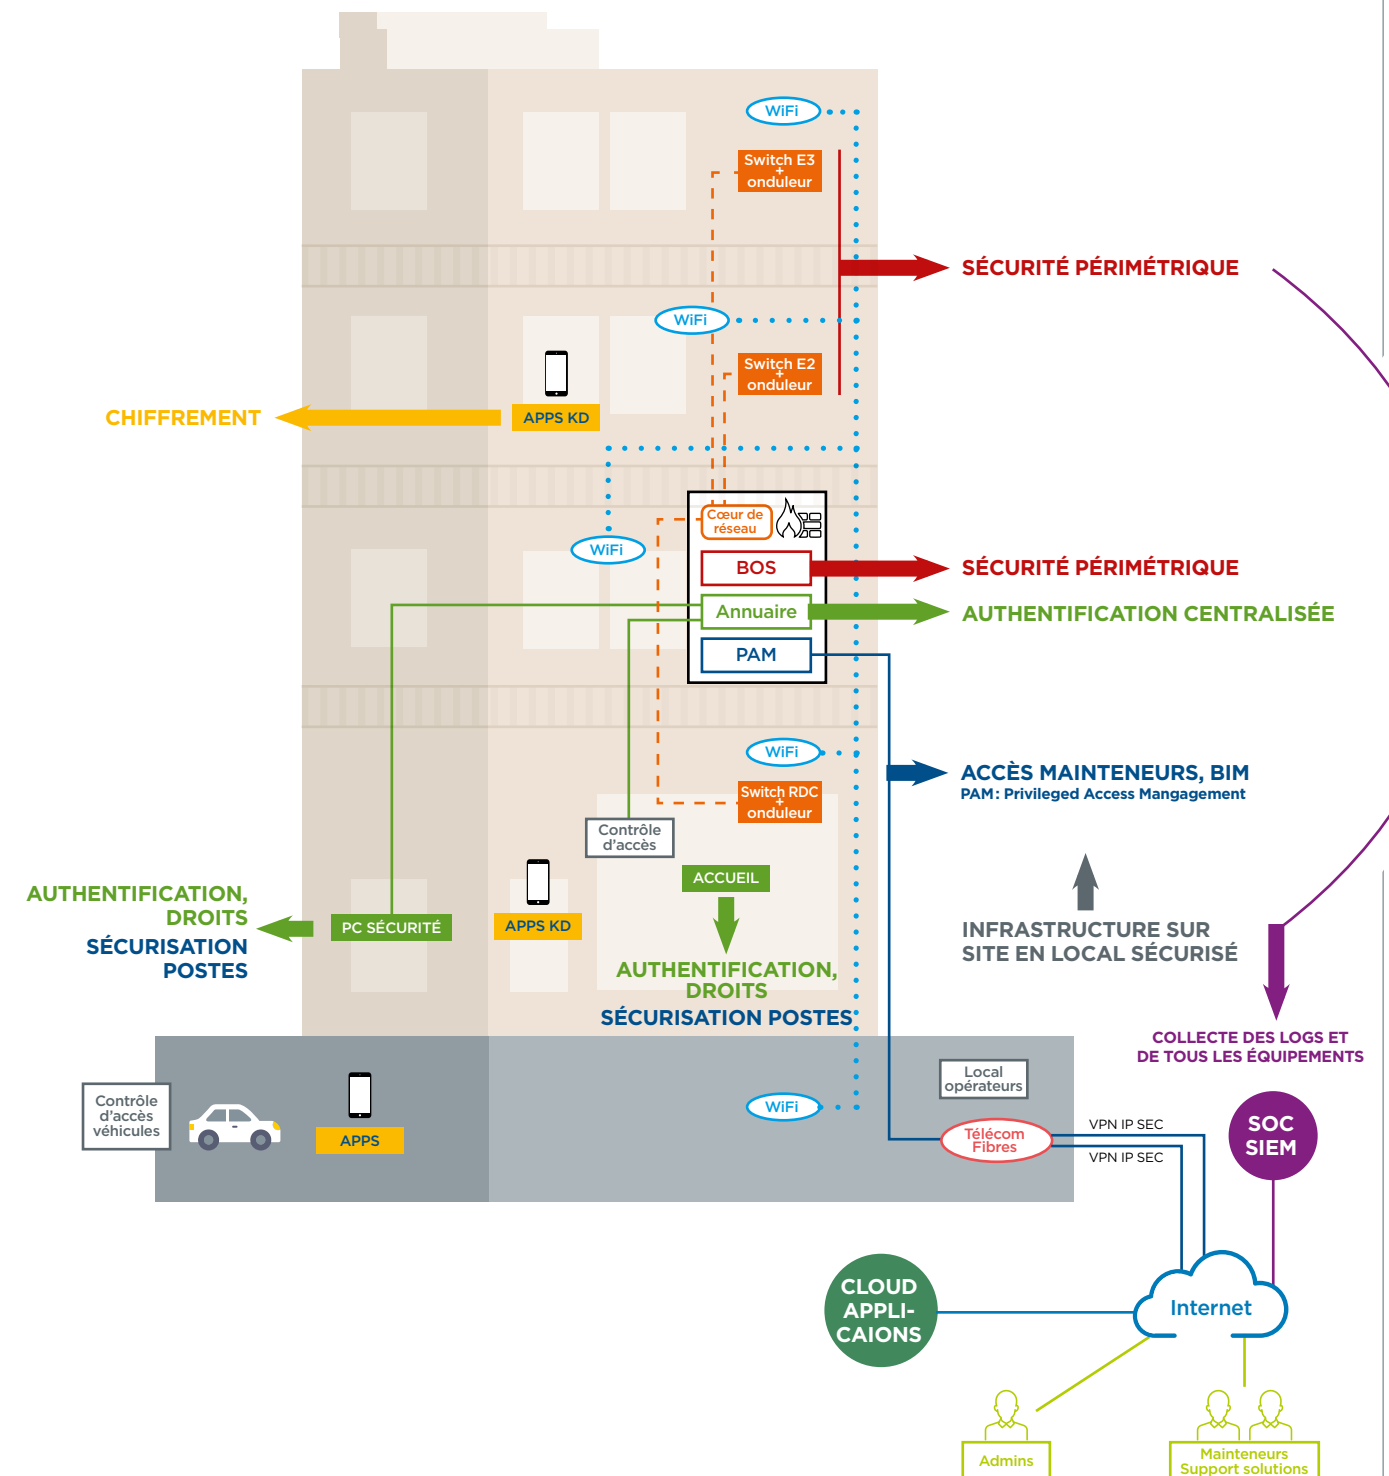 WiFi
Switch E3
+
onduleur
SÉCURITÉ PÉRIMÉTRIQUE
WiFi
Switch E2
+
onduleur
CHIFFREMENT
APPS KD
Cœur de
réseau
WiFi
BOS
SÉCURITÉ PÉRIMÉTRIQUE
Annuaire
AUTHENTIFICATION CENTRALISÉE
PAM
WiFi
ACCÈS MAINTENEURS, BIM
PAM: Privileged Access Mangagement
Switch RDC
+
onduleur
Contrôle
d'accès
ACCUEIL
AUTHENTIFICATION,
DROITS
SÉCURISATION
POSTES
PC SÉCURITÉ
APPS KD
INFRASTRUCTURE SUR
SITE EN LOCAL SÉCURISÉ
AUTHENTIFICATION,
DROITS
SÉCURISATION POSTES
COLLECTE DES LOGS ET
DE TOUS LES ÉQUIPEMENTS
Local
opérateurs
Contrôle
d'accès
véhicules
APPS
WiFi
Télécom
Fibres
VPN IP SEC
VPN IP SEC
SOC
SIEM
CLOUD
APPLI-
CAIONS
Internet
Admins
Mainteneurs
Support solutions